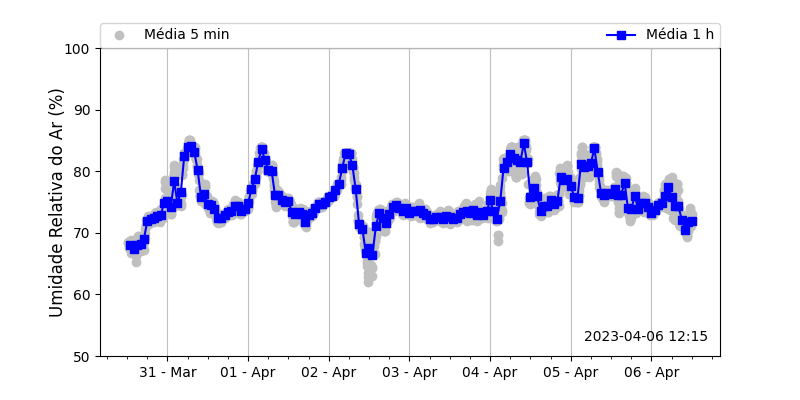 Média 5 min
Média 1 h
Umidade Relativa do Ar (%)
100
90
80
70
60
50
2023-04-06 12:15
31 - Mar
01 - Apr
02 - Apr
03 - Apr
04 - Apr
05 - Apr
06 - Apr